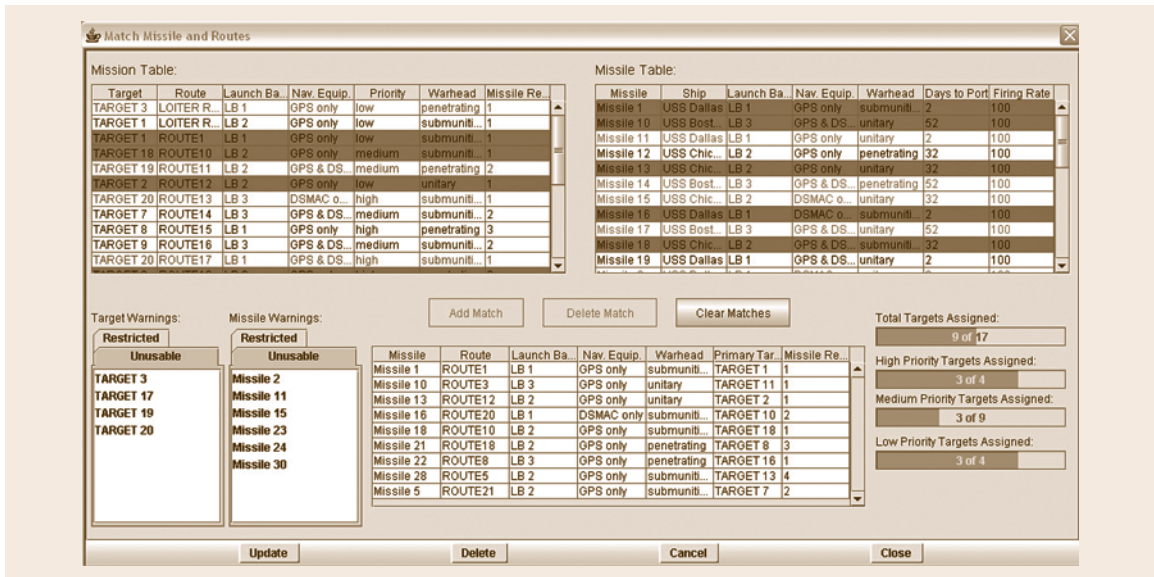 Match Missile and Routes
Mission Table:
Target Route Launch Ba... Nav. Equip. Priority Warhead Missile Re...
TARGET 3 LOITER R... LB 1 GPS only low penetrating 1
TARGET 1 LOITER R... LB 2 GPS only low submuniti... 1
TARGET 1 ROUTE1 LB 1 GPS only low submuniti... 1
TARGET 18 ROUTE10 LB 2 GPS only medium submuniti... 1
TARGET 19 ROUTE11 LB 2 GPS & DS... medium penetrating 2
TARGET 2 ROUTE12 LB 2 GPS only low unitary 1
TARGET 20 ROUTE13 LB 3 DSMAC o... high submuniti... 1
TARGET 7 ROUTE14 LB 3 GPS & DS... medium submuniti... 2
TARGET 8 ROUTE15 LB 1 GPS only high penetrating 3
TARGET 9 ROUTE16 LB 3 GPS & DS... medium submuniti... 2
TARGET 20 ROUTE17 LB 1 GPS & DS... high submuniti... 1
Missile Table:
Missile Ship Launch Ba... Nav. Equip. Warhead Days to Port Firing Rate
Missile 1 USS Dallas LB 1 GPS only submuniti... 2 100
Missile 10 USS Bost... LB 3 GPS & DS... unitary 52 100
Missile 11 USS Dallas LB 1 GPS only unitary 2 100
Missile 12 USS Chic... LB 2 GPS only penetrating 32 100
Missile 13 USS Chic... LB 2 GPS only unitary 32 100
Missile 14 USS Bost... LB 3 GPS & DS... penetrating 52 100
Missile 15 USS Chic... LB 2 DSMAC o... unitary 32 100
Missile 16 USS Dallas LB 1 DSMAC o... submuniti... 2 100
Missile 17 USS Bost... LB 3 GPS & DS... unitary 52 100
Missile 18 USS Chic... LB 2 GPS & DS... submuniti... 32 100
Missile 19 USS Dallas LB 1 GPS & DS... unitary 2 100
Add Match Delete Match Clear Matches
Target Warnings:
Restricted
Unusable
TARGET 3
TARGET 17
TARGET 19
TARGET 20
Missile Warnings:
Restricted
Unusable
Missile 2
Missile 11
Missile 15
Missile 23
Missile 24
Missile 30
Missile Route Launch Ba... Nav. Equip. Warhead Primary Tar... Missile Re...
Missile 1 ROUTE1 LB 1 GPS only submuniti... TARGET 1 1
Missile 10 ROUTE3 LB 3 GPS only unitary TARGET 11 1
Missile 13 ROUTE12 LB 2 GPS only unitary TARGET 2 1
Missile 16 ROUTE20 LB 1 DSMAC only submuniti... TARGET 10 2
Missile 18 ROUTE10 LB 2 GPS only submuniti... TARGET 18 1
Missile 21 ROUTE18 LB 2 GPS only penetrating TARGET 8 3
Missile 22 ROUTE8 LB 3 GPS only penetrating TARGET 16 1
Missile 28 ROUTE5 LB 2 GPS only submuniti... TARGET 13 4
Missile 5 ROUTE21 LB 2 GPS only submuniti... TARGET 7 2
Total Targets Assigned:
9 of 17
High Priority Targets Assigned:
3 of 4
Medium Priority Targets Assigned:
3 of 9
Low Priority Targets Assigned:
3 of 4
Update Delete Cancel Close